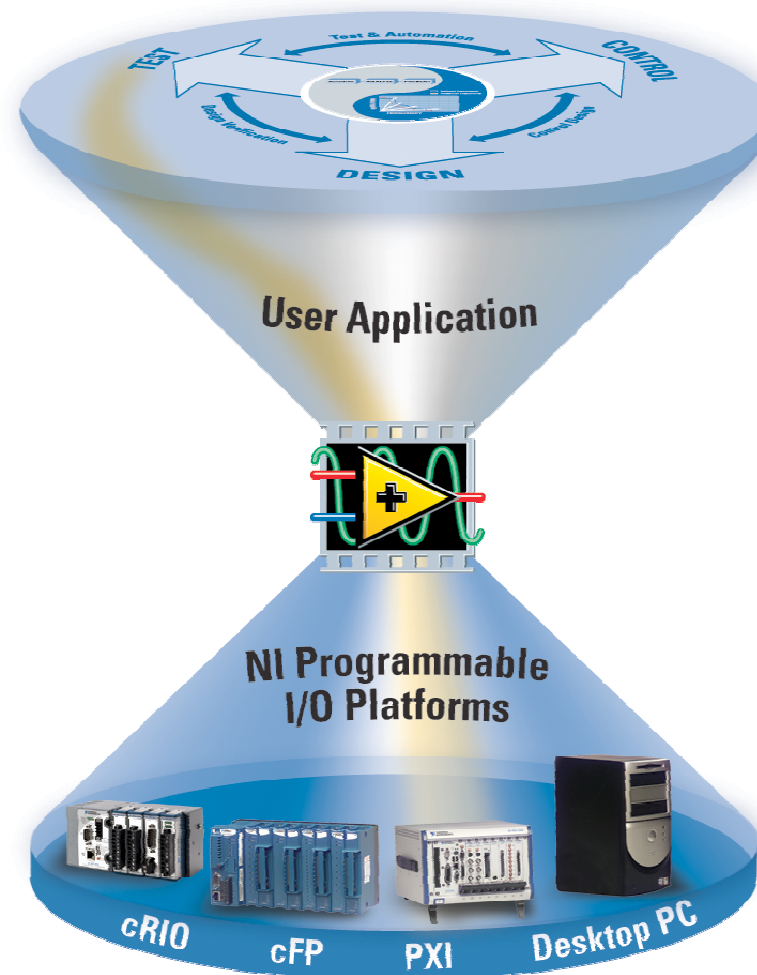 Test & Automation
TEST
CONTROL
Design Verification
Control Design
DESIGN
User Application
NI Programmable
I/O Platforms
cRIO
cFP
PXI
Desktop PC